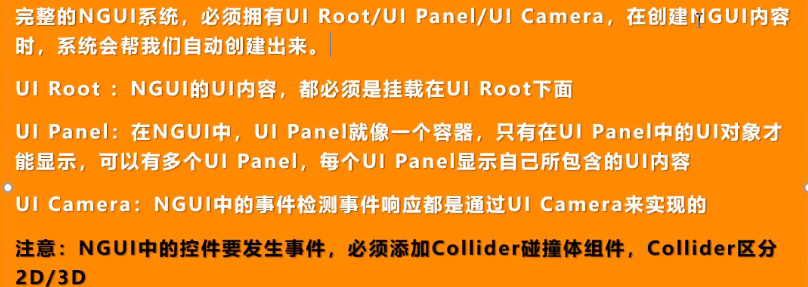 完整的NGUI系统，必须拥有UI Root/UI Panel/UI Camera，在创建NGUI内容
时，系统会帮我们自动创建出来。
UI Root ：NGUI的UI内容，都必须是挂载在UI Root下面
UI Panel：在NGUI中，UI Panel就像一个容器，只有在UI Panel中的UI对象才
能显示，可以有多个UI Panel，每个UI Panel显示自己所包含的UI内容
UI Camera：NGUI中的事件检测事件响应都是通过UI Camera来实现的
注意：NGUI中的控件要发生事件，必须添加Collider碰撞体组件，Collider区分
2D/3D